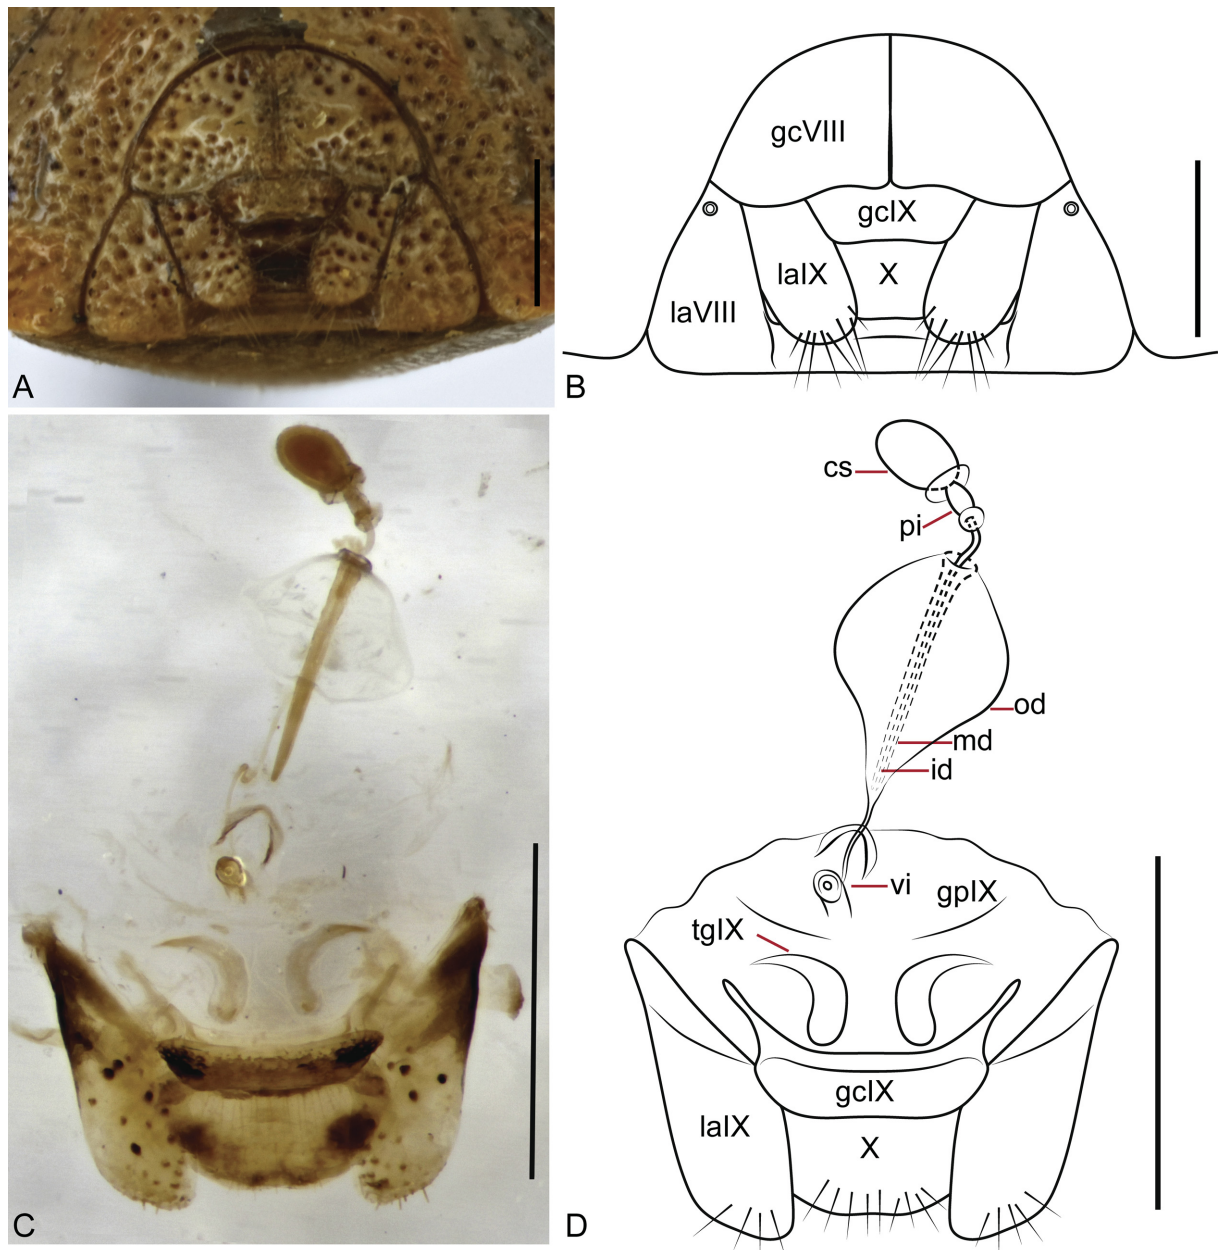 A
gcVIII
gcIX
laIX
X
laVIII
B
C
cs
pi
od
md
id
vi
gpIX
tgIX
gcIX
laIX
X
D